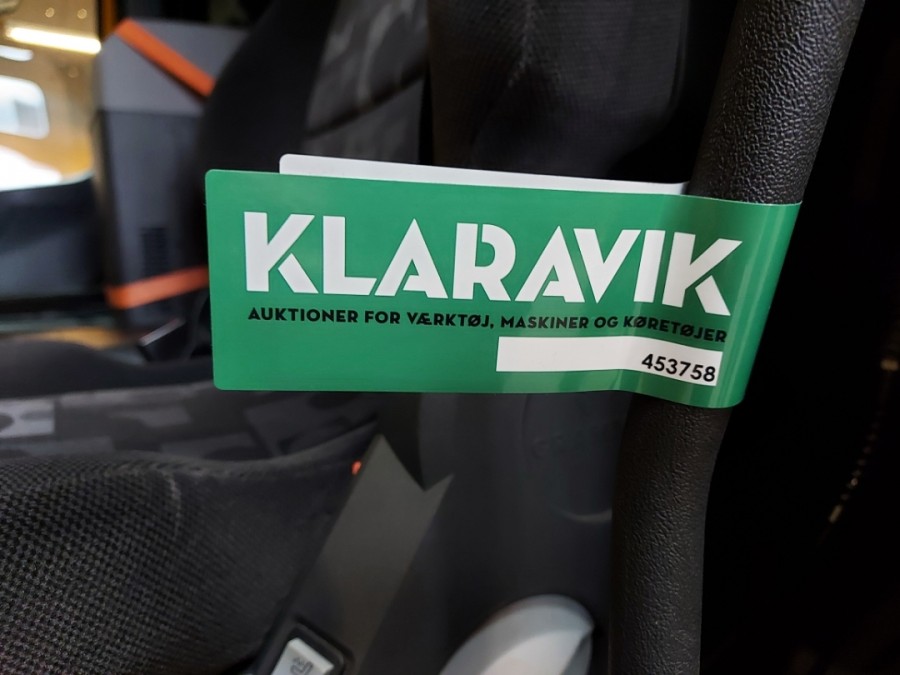 KLARAVIK
AUKTIONER FOR VÆRKTØJ, MASKINER OG KØRETØJER
453758